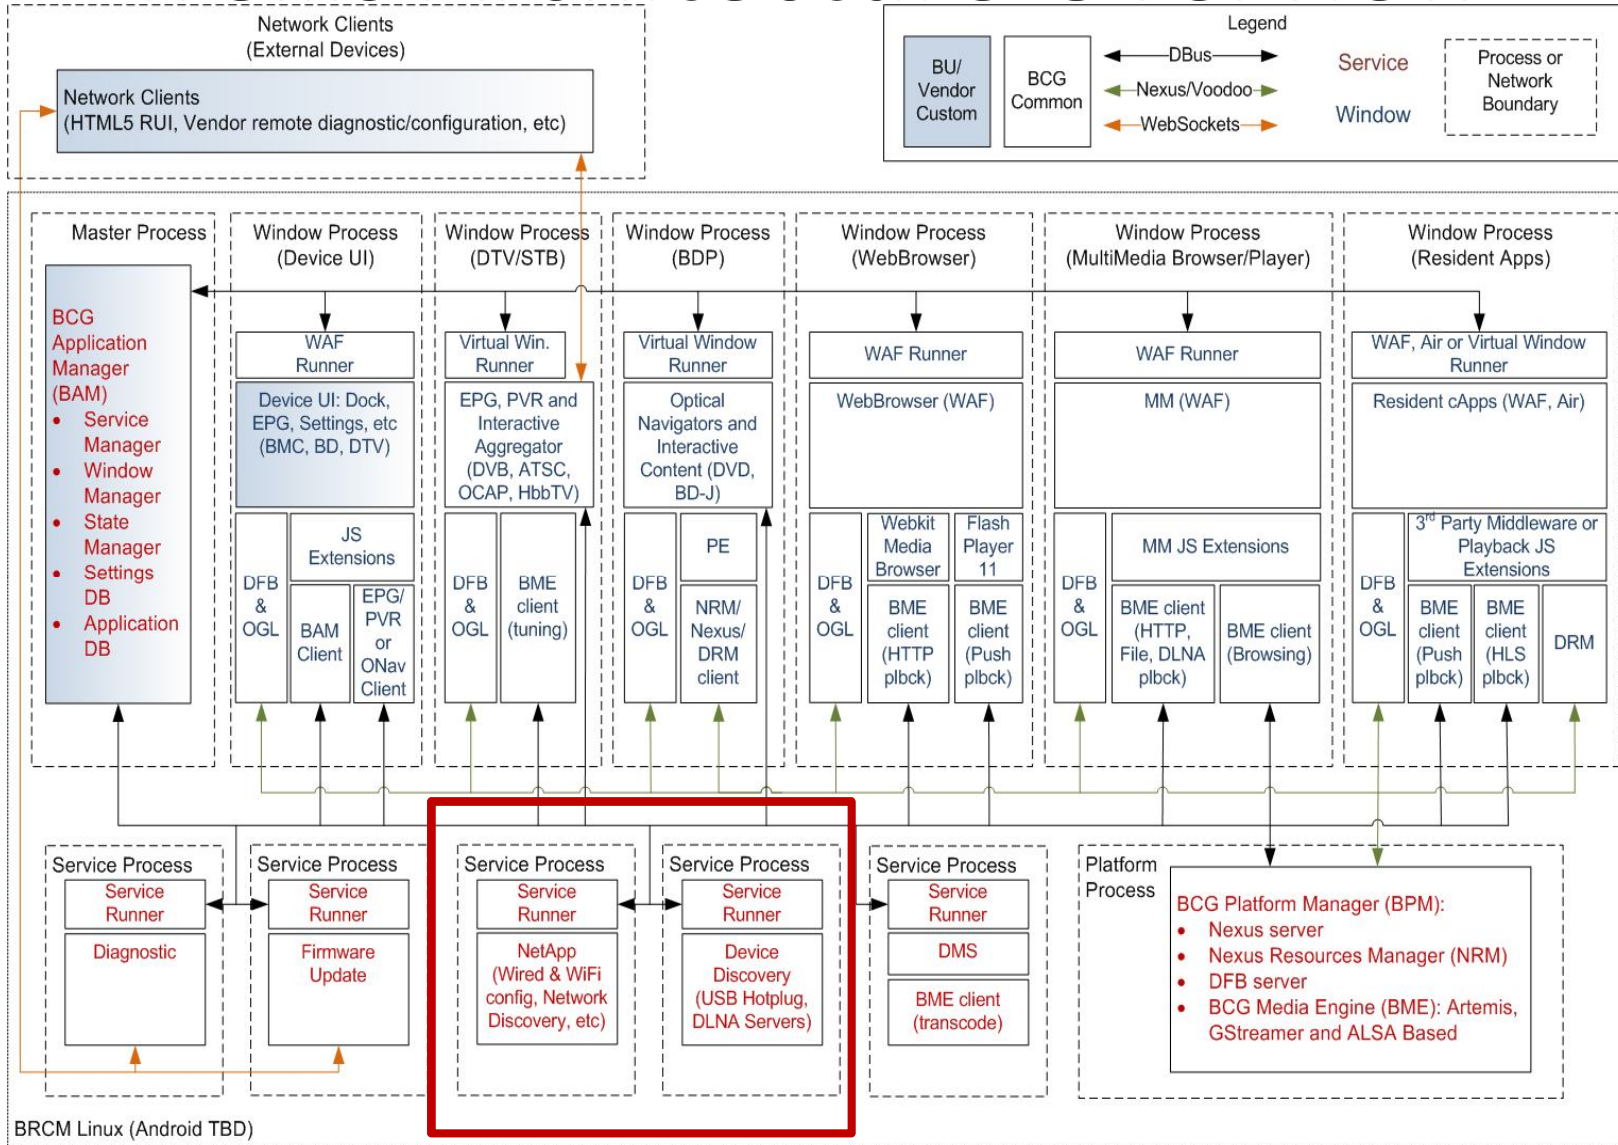 Network Clients
(External Devices)
Network Clients
(HTML5 RUI, Vendor remote diagnostic/configuration, etc)
Legend
BU/
Vendor
Custom
BCG
Common
DBus
Nexus/Voodoo
WebSockets
Service
Window
Process or
Network
Boundary
Master Process
BCG
Application
Manager
(BAM)
• Service
Manager
• Window
Manager
• State
Manager
• Settings
DB
• Application
DB
Window Process
(Device UI)
WAF
Runner
Device UI: Dock,
EPG, Settings, etc
(BMC, BD, DTV)
DFB
&
OGL
JS
Extensions
BAM
Client
EPG/
PVR
or
ONav
Client
Window Process
(DTV/STB)
Virtual Win.
Runner
EPG, PVR and
Interactive
Aggregator
(DVB, ATSC,
OCAP, HbbTV)
DFB
&
OGL
BME
client
(tuning)
Window Process
(BDP)
Virtual Window
Runner
Optical
Navigators and
Interactive
Content (DVD,
BD-J)
DFB
&
OGL
PE
NRM/
Nexus/
DRM
client
Window Process
(WebBrowser)
WAF Runner
WebBrowser (WAF)
DFB
&
OGL
Webkit
Media
Browser
Flash
Player
11
BME
client
(HTTP
plbck)
BME
client
(Push
plbck)
Window Process
(MultiMedia Browser/Player)
WAF Runner
MM (WAF)
DFB
&
OGL
MM JS Extensions
BME client
(HTTP,
File, DLNA
plbck)
BME client
(Browsing)
Window Process
(Resident Apps)
WAF, Air or Virtual Window
Runner
Resident cApps (WAF, Air)
DFB
&
OGL
3rd Party Middleware or
Playback JS
Extensions
BME
client
(Push
plbck)
BME
client
(HLS
plbck)
DRM
Service Process
Service
Runner
Diagnostic
Service Process
Service
Runner
Firmware
Update
Service Process
Service
Runner
NetApp
(Wired & WiFi
config, Network
Discovery, etc)
Service Process
Service
Runner
Device
Discovery
(USB Hotplug,
DLNA Servers)
Service Process
Service
Runner
DMS
BME client
(transcode)
Platform
Process
BCG Platform Manager (BPM):
• Nexus server
• Nexus Resources Manager (NRM)
• DFB server
• BCG Media Engine (BME): Artemis,
GStreamer and ALSA Based
BRCM Linux (Android TBD)